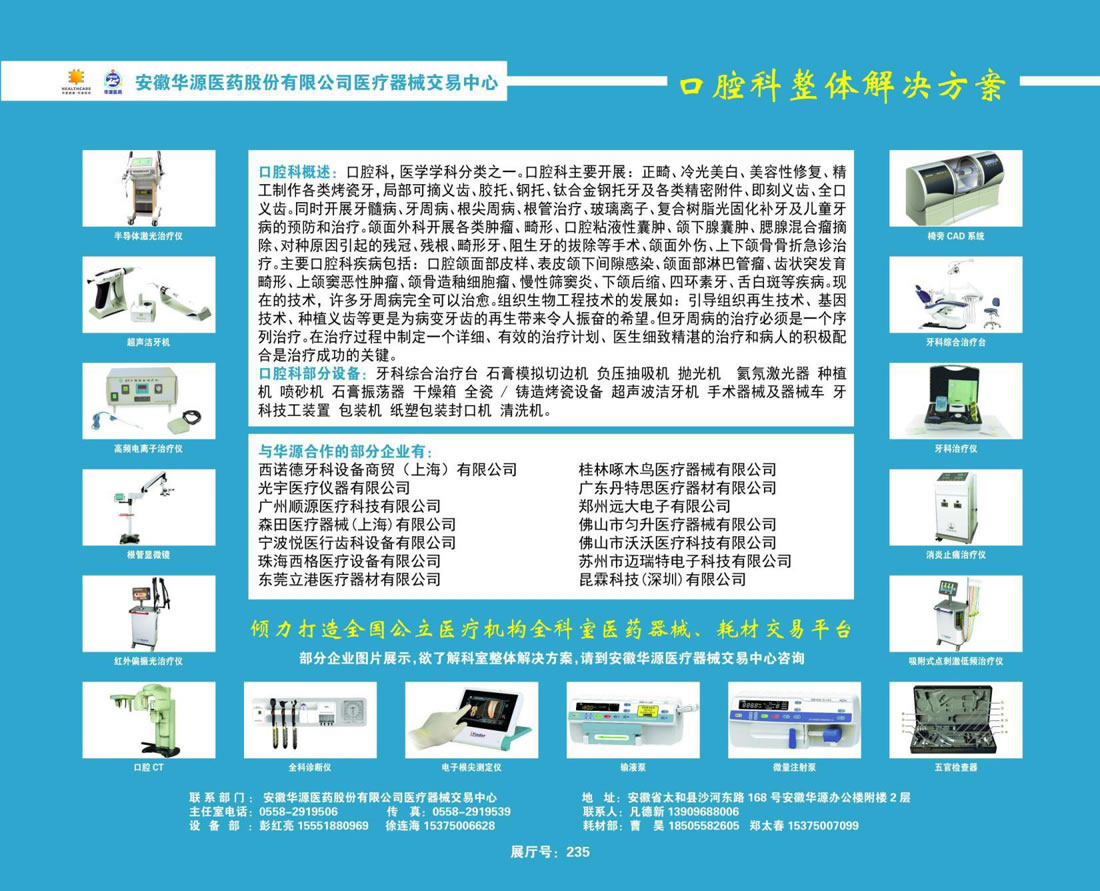 HEALTHCARE
华源医药
安徽华源医药股份有限公司医疗器械交易中心
口腔科整体解决方案
口腔科概述：口腔科，医学学科分类之一。口腔科主要开展：正畸、冷光美白、美容性修复、精
工制作各类烤瓷牙，局部可摘义齿、胶托、钢托、钛合金钢托牙及各类精密附件、即刻义齿、全口
义齿。同时开展牙髓病、牙周病、根尖周病、根管治疗、玻璃离子、复合树脂光固化补牙及儿童牙
病的预防和治疗。颌面外科开展各类肿瘤、畸形、口腔粘液性囊肿、颌下腺囊肿、腮腺混合瘤摘
除、对种原因引起的残冠、残根、畸形牙、阻生牙的拔除等手术、颌面外伤、上下颌骨骨折急诊治
疗。主要口腔科疾病包括：口腔颌面部皮样、表皮颌下间隙感染、颌面部淋巴管瘤、齿状突发育
畸形、上颌窦恶性肿瘤、颌骨造釉细胞瘤、慢性筛窦炎、下颌后缩、四环素牙、舌白斑等疾病。现
在的技术，许多牙周病完全可以治愈。组织生物工程技术的发展如：引导组织再生技术、基因
技术、种植义齿等更是为病变牙齿的再生带来令人振奋的希望。但牙周病的治疗必须是一个序
列治疗。在治疗过程中制定一个详细、有效的治疗计划、医生细致精湛的治疗和病人的积极配
合是治疗成功的关键。
口腔科部分设备：牙科综合治疗台 石膏模拟切边机 负压抽吸机 抛光机 氦氖激光器 种植
机 喷砂机 石膏振荡器 干燥箱 全瓷 / 铸造烤瓷设备 超声波洁牙机 手术器械及器械车 牙
科技工装置 包装机 纸塑包装封口机 清洗机。
半导体激光治疗仪
超声洁牙机
高频电离子治疗仪
根管显微镜
红外偏振光治疗仪
椅旁 CAD 系统
牙科综合治疗台
牙科治疗仪
消炎止痛治疗仪
吸附式点刺激低频治疗仪
与华源合作的部分企业有：
西诺德牙科设备商贸（上海）有限公司
光宇医疗仪器有限公司
广州顺源医疗科技有限公司
森田医疗器械(上海)有限公司
宁波悦医行齿科设备有限公司
珠海西格医疗设备有限公司
东莞立港医疗器材有限公司
桂林啄木鸟医疗器械有限公司
广东丹特思医疗器材有限公司
郑州远大电子有限公司
佛山市匀升医疗器械有限公司
佛山市沃沃医疗科技有限公司
苏州市迈瑞特电子科技有限公司
昆霖科技(深圳)有限公司
倾力打造全国公立医疗机构全科室医药器械、耗材交易平台
部分企业图片展示，欲了解科室整体解决方案，请到安徽华源医疗器械交易中心咨询
口腔 CT
全科诊断仪
电子根尖测定仪
输液泵
微量注射泵
五官检查器
联系部门：安徽华源医药股份有限公司医疗器械交易中心
主任室电话：0558-2919506 传 真：0558-2919539
设 备 部：彭红亮 15551880969 徐连海 15375006628
地 址：安徽省太和县沙河东路 168 号安徽华源办公楼附楼 2 层
联系人：凡德新 13909688006
耗材部：曹 昊 18505582605 郑太春 15375007099
展厅号：235